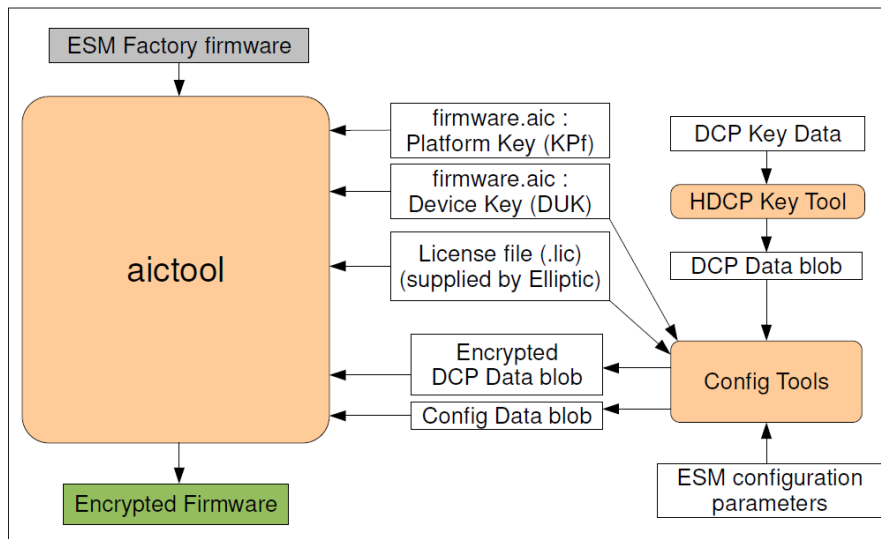 ESM Factory firmware
aictool
Encrypted Firmware
firmware.aic :
Platform Key (KPf)
firmware.aic :
Device Key (DUK)
License file (.lic)
(supplied by Elliptic)
Encrypted
DCP Data blob
Config Data blob
DCP Key Data
HDCP Key Tool
DCP Data blob
Config Tools
ESM configuration
parameters